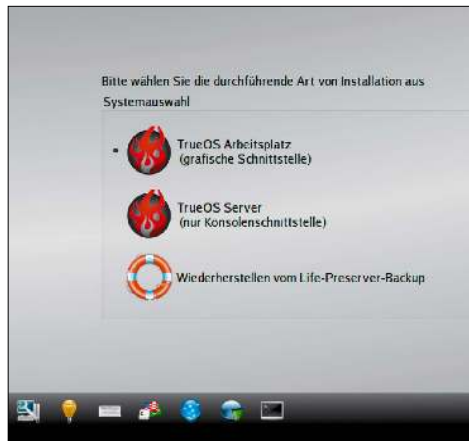 Bitte wählen Sie die durchführende Art von Installation aus
Systemauswahl
TrueOS Arbeitsplatz
(grafische Schnittstelle)
TrueOS Server
(nur Konsolenschnittstelle)
Wiederherstellen vom Life-Preserver-Backup